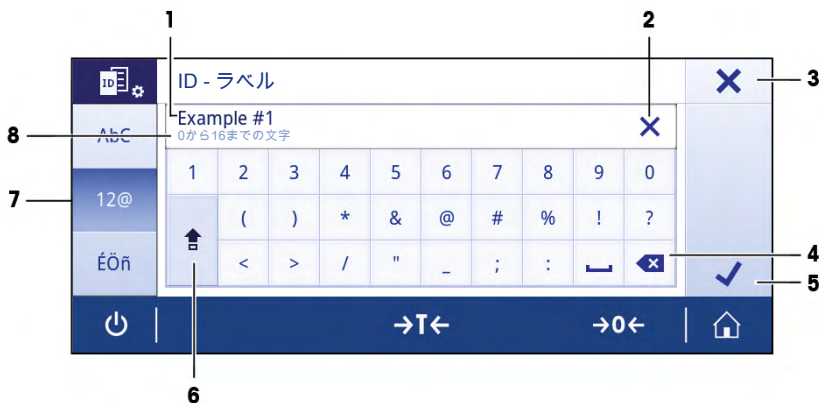 1 2
ID ID - ラベル 3
8 AbC Example #1
0から16までの文字
1 2 3 4 5 6 7 8 9 0
7 12@ ( ) * & @ # % ! ?
ÉÖñ < > / " _ ; : 4
5
→T← →0←
6